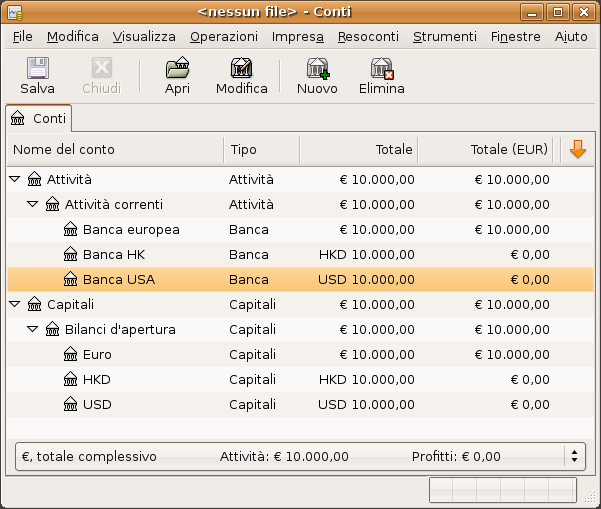 <nessun file> - Conti
File Modifica Visualizza Operazioni Impresa Resoconti Strumenti Finestre Aiuto
Salva Chiudi Apri Modifica Nuovo Elimina
Conti
Nome del conto Tipo Totale Totale (EUR)
Attività Attività € 10.000,00 € 10.000,00
Attività correnti Attività € 10.000,00 € 10.000,00
Banca europea Banca € 10.000,00 € 10.000,00
Banca HK Banca HKD 10.000,00 € 0,00
Banca USA Banca USD 10.000,00 € 0,00
Capitali Capitali € 10.000,00 € 10.000,00
Bilanci d'apertura Capitali € 10.000,00 € 10.000,00
Euro Capitali € 10.000,00 € 10.000,00
HKD Capitali HKD 10.000,00 € 0,00
USD Capitali USD 10.000,00 € 0,00
€, totale complessivo Attività: € 10.000,00 Profitti: € 0,00